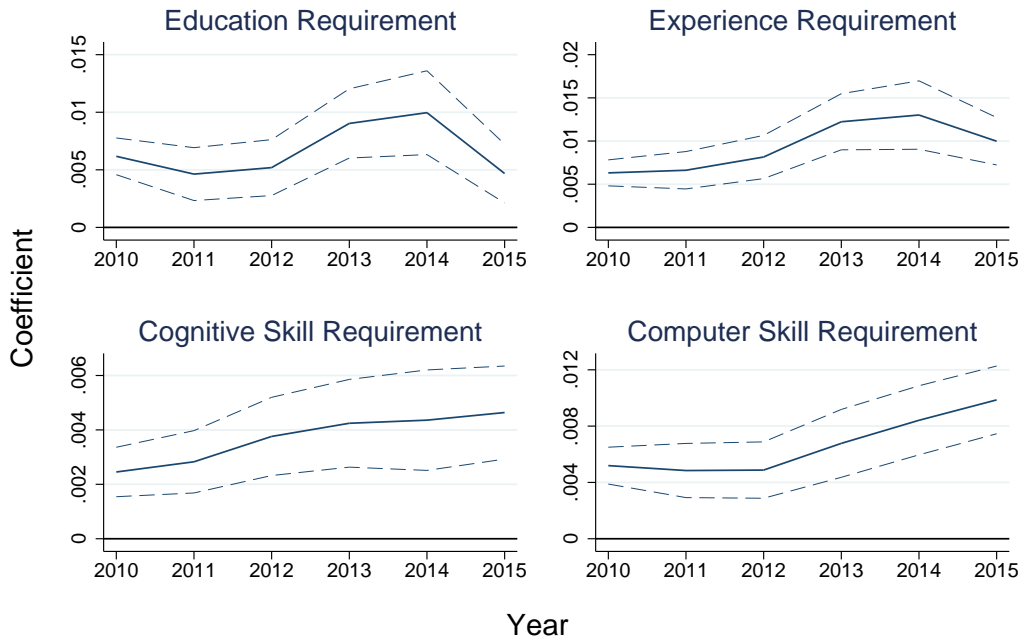 Education Requirement
.015
.01
.005
0
2010 2011 2012 2013 2014 2015
Experience Requirement
.02
.015
.01
.005
0
2010 2011 2012 2013 2014 2015
Coefficient
Cognitive Skill Requirement
.006
.004
.002
0
2010 2011 2012 2013 2014 2015
Computer Skill Requirement
.012
.008
.004
0
2010 2011 2012 2013 2014 2015
Year